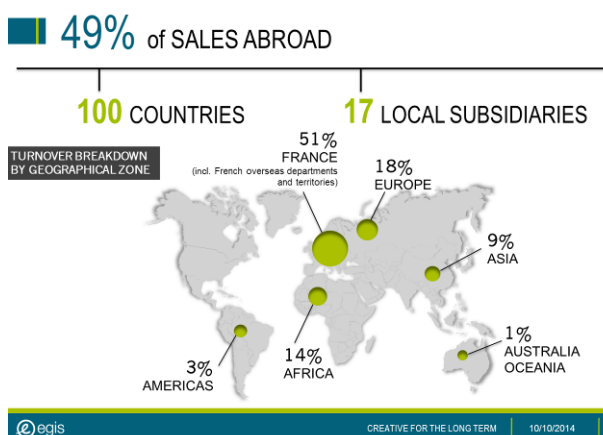 49% of SALES ABROAD
100 COUNTRIES
17 LOCAL SUBSIDIARIES
TURNOVER BREAKDOWN
BY GEOGRAPHICAL ZONE
51%
FRANCE
(incl. French overseas departments
and territories)
18%
EUROPE
9%
ASIA
3%
AMERICAS
14%
AFRICA
1%
AUSTRALIA
OCEANIA
egis
CREATIVE FOR THE LONG TERM
10/10/2014